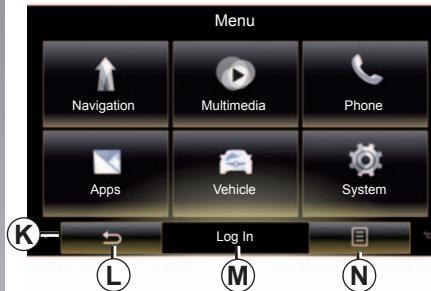 Menu
Navigation Multimedia Phone
Apps Vehicle System
K Log In
L M N